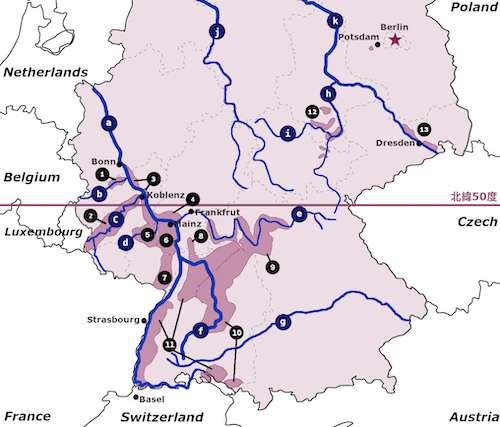 Poland
Berlin
Potsdam
j
k
Netherlands
h
a
12
i
13
Dresden
Bonn
Belgium
1
3
b
Koblenz
4
北緯50度
2
c
Frankfrut
e
Czech
Luxembourg
Mainz
5
6
8
d
9
7
Strasbourg
g
f
10
11
Basel
France
Switzerland
Austria